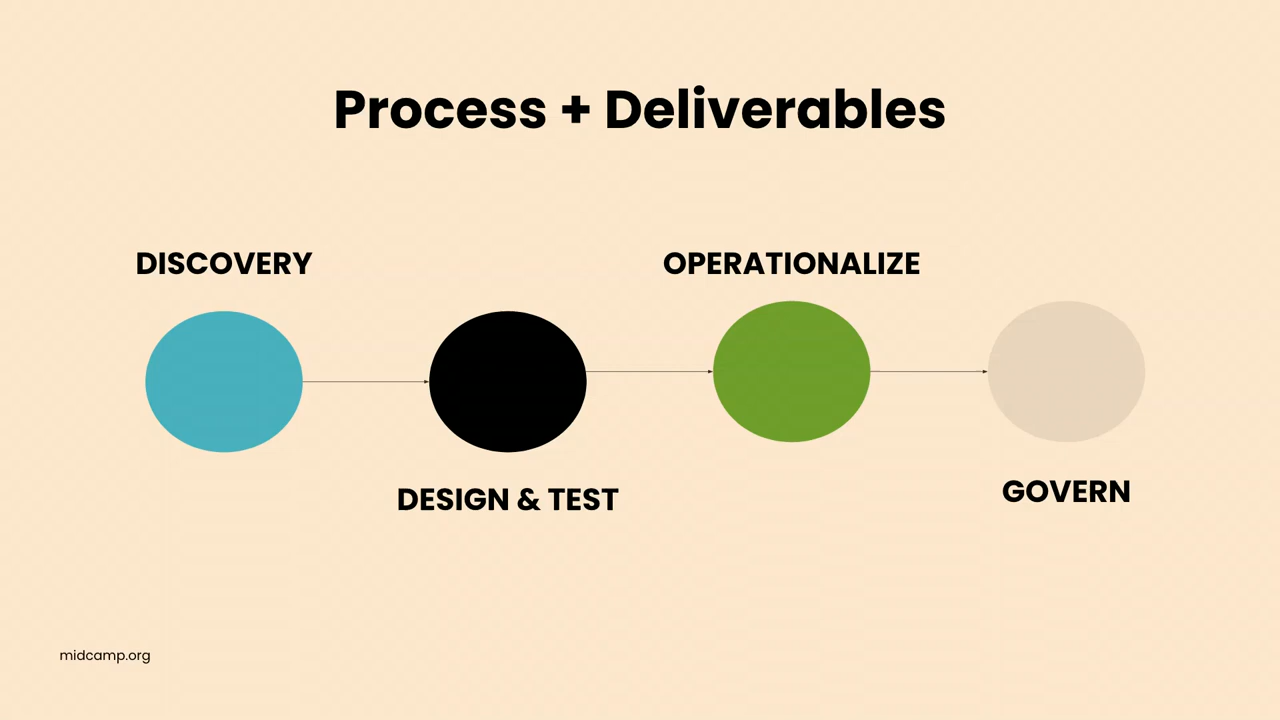 Process + Deliverables
DISCOVERY
OPERATIONALIZE
DESIGN & TEST
GOVERN
midcamp.org